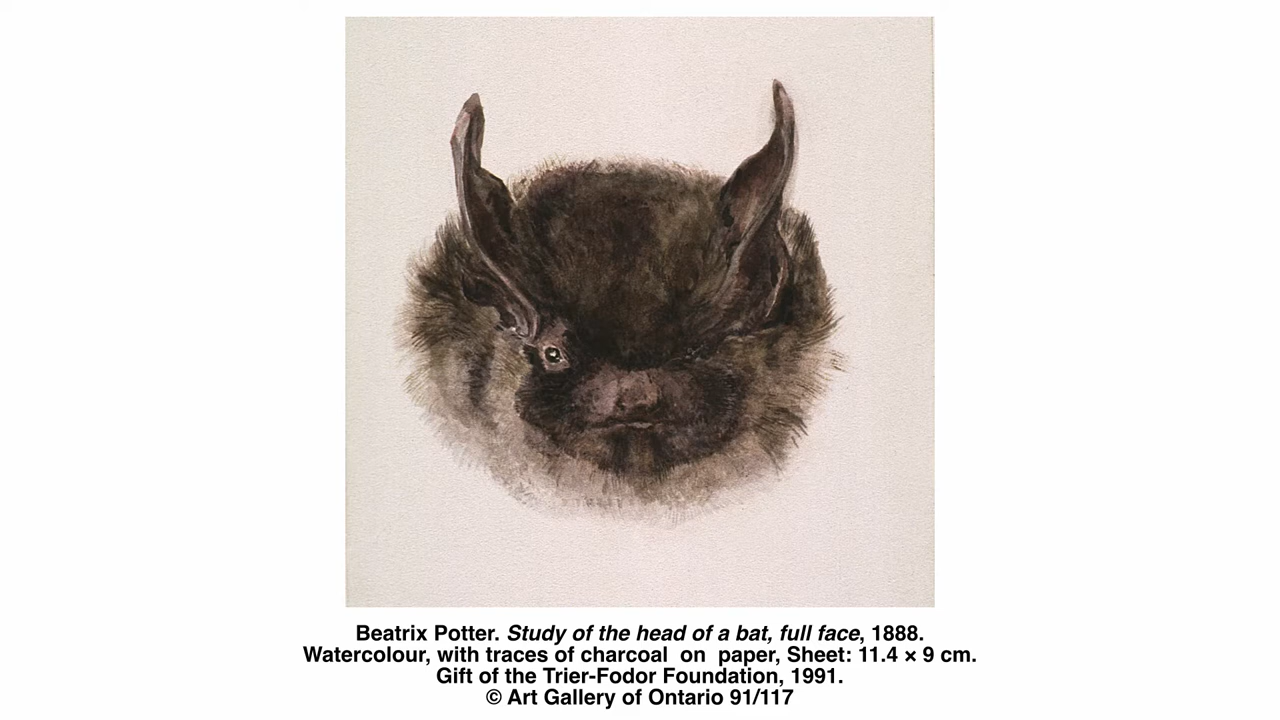 Beatrix Potter. Study of the head of a bat, full face, 1888.
Watercolour, with traces of charcoal on paper, Sheet: 11.4 × 9 cm.
Gift of the Trier-Fodor Foundation, 1991.
© Art Gallery of Ontario 91/117